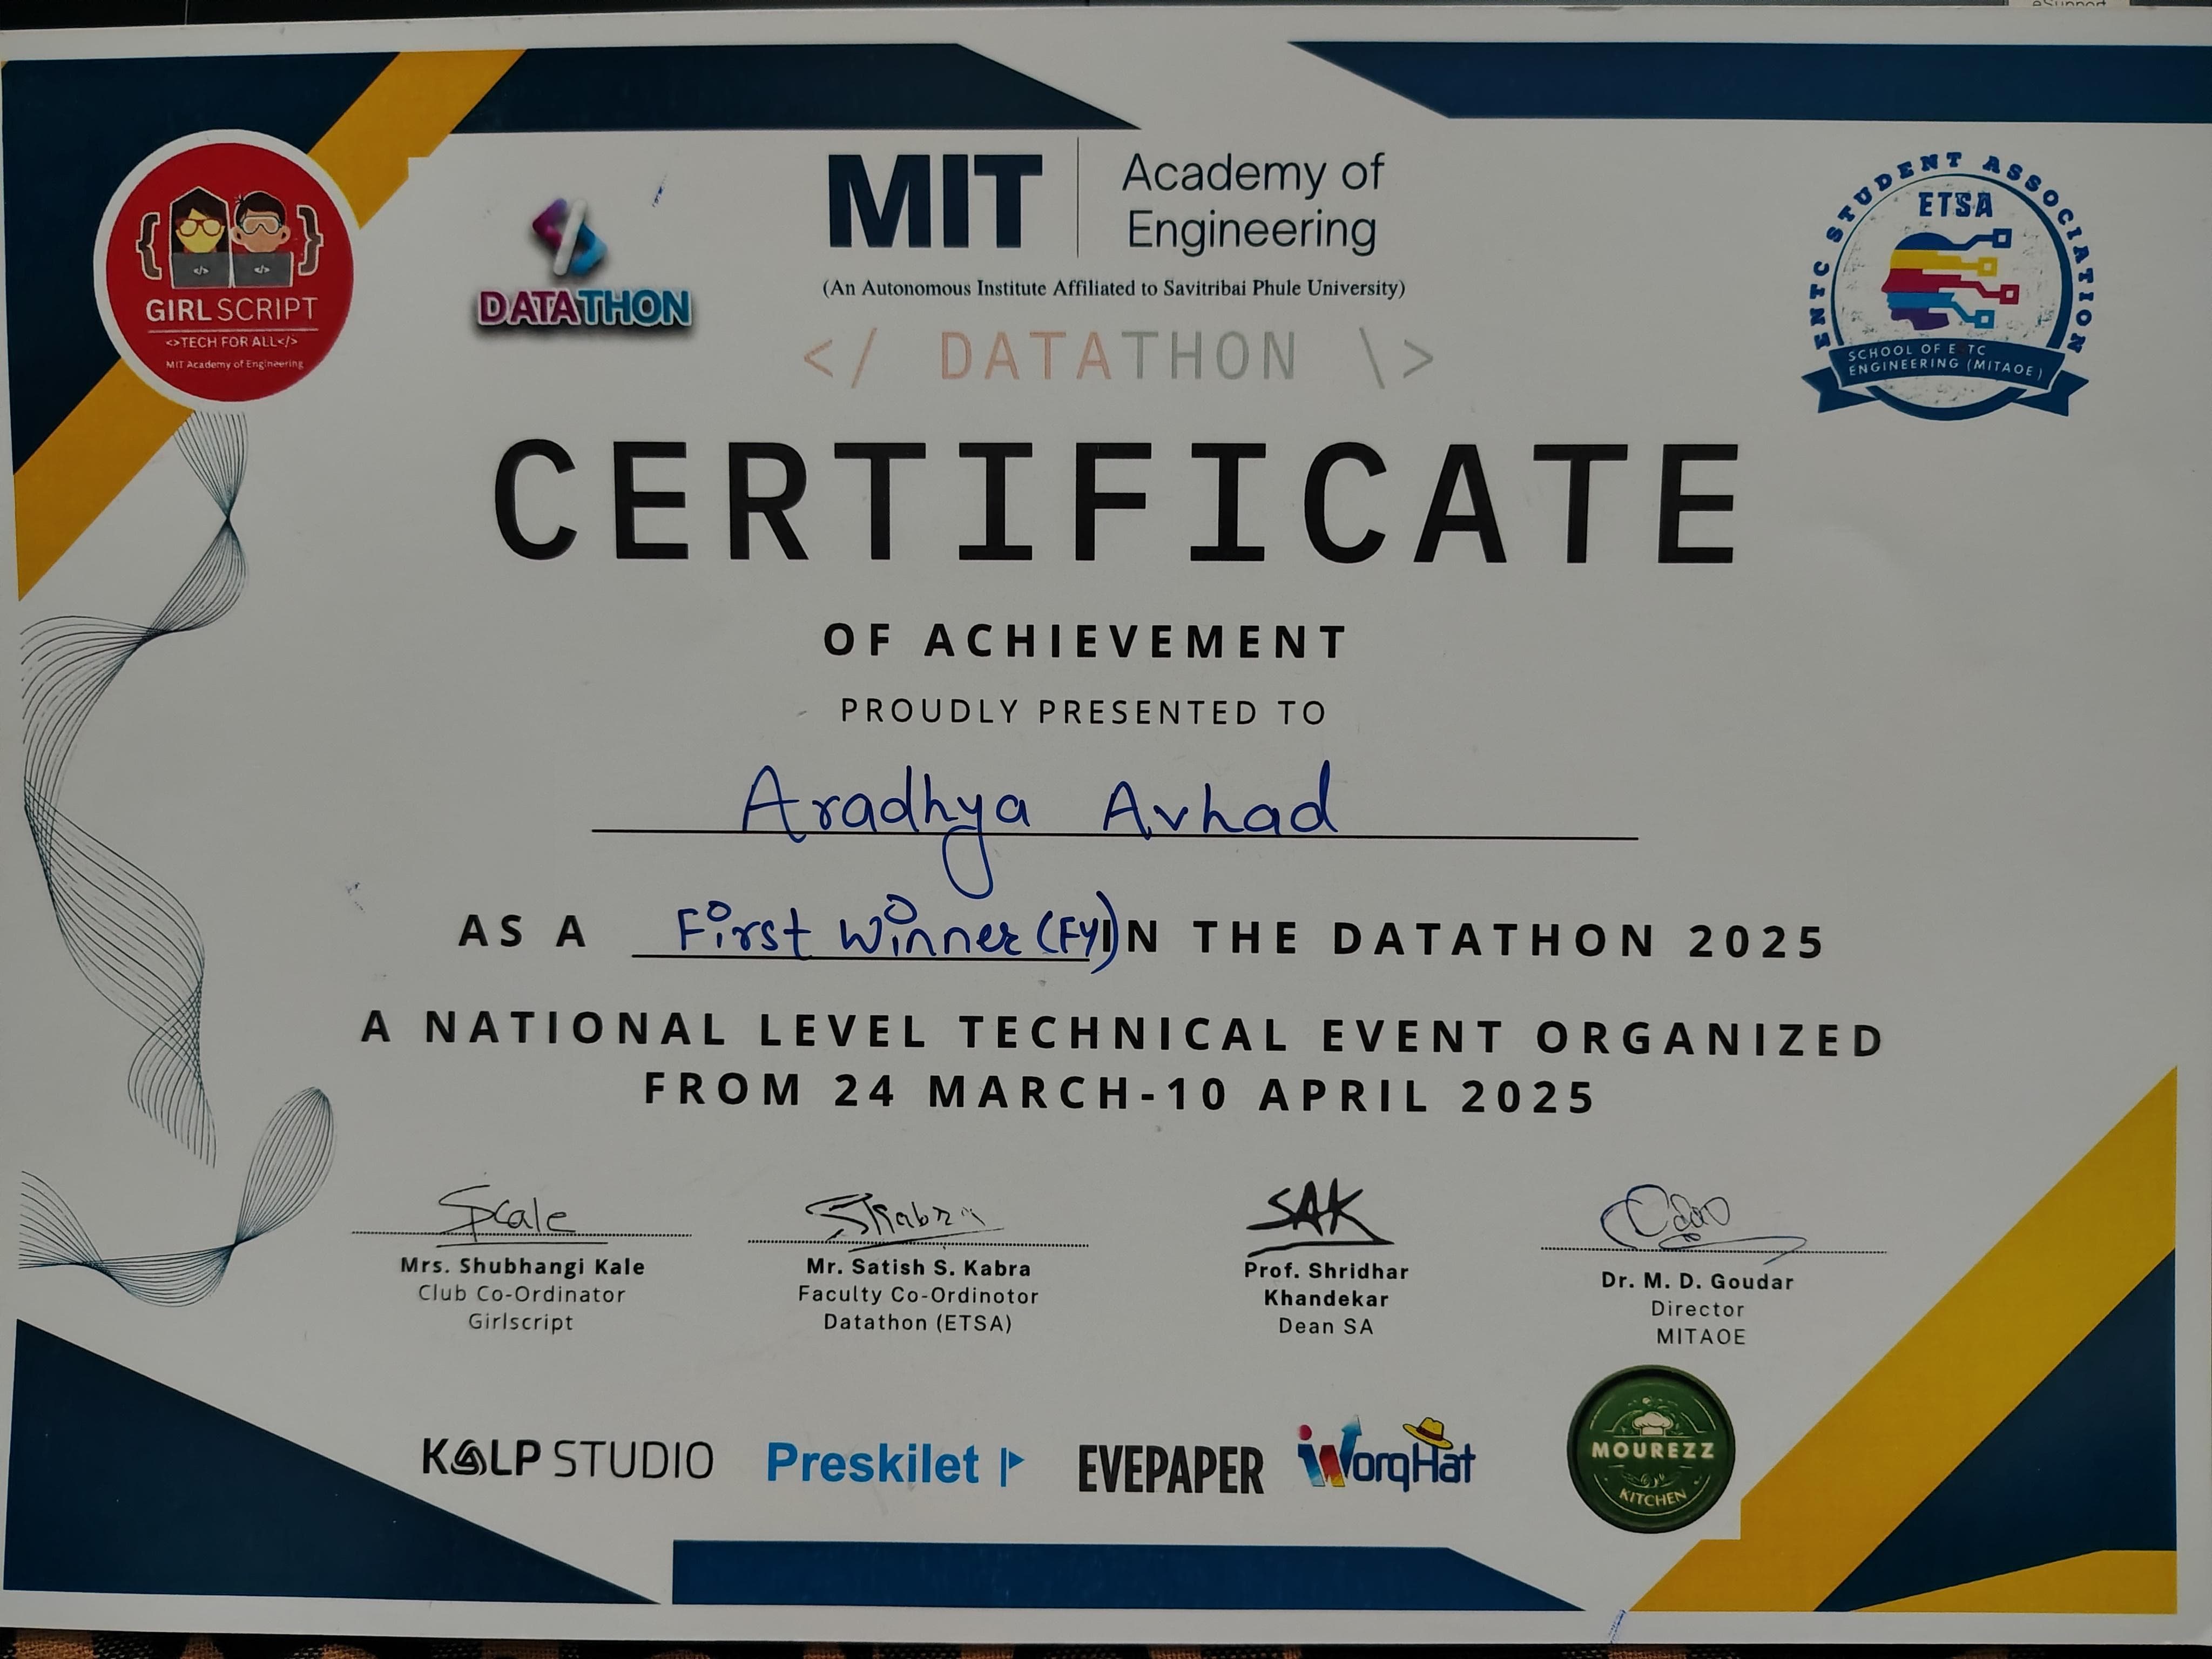 eSupport
GIRLSCRIPT
<>TECH FOR ALL</>
MIT Academy of Engineering
DATATHON
MIT Academy of Engineering
(An Autonomous Institute Affiliated to Savitribai Phule University)
</ DATATHON \>
ENTC STUDENT ASSOCIATION
ETSA
SCHOOL OF E TC
ENGINEERING (MITAOE)
CERTIFICATE
OF ACHIEVEMENT
PROUDLY PRESENTED TO
Aradhya Avhad
AS A First Winner (FY) IN THE DATATHON 2025
A NATIONAL LEVEL TECHNICAL EVENT ORGANIZED
FROM 24 MARCH-10 APRIL 2025
SKale SKabra SAK
Mrs. Shubhangi Kale
Club Co-Ordinator
Girlscript
Mr. Satish S. Kabra
Faculty Co-Ordinotor
Datathon (ETSA)
Prof. Shridhar
Khandekar
Dean SA
Dr. M. D. Goudar
Director
MITAOE
KALP STUDIO
Preskilet
EVEPAPER
WorqHat
MOUREZZ
KITCHEN